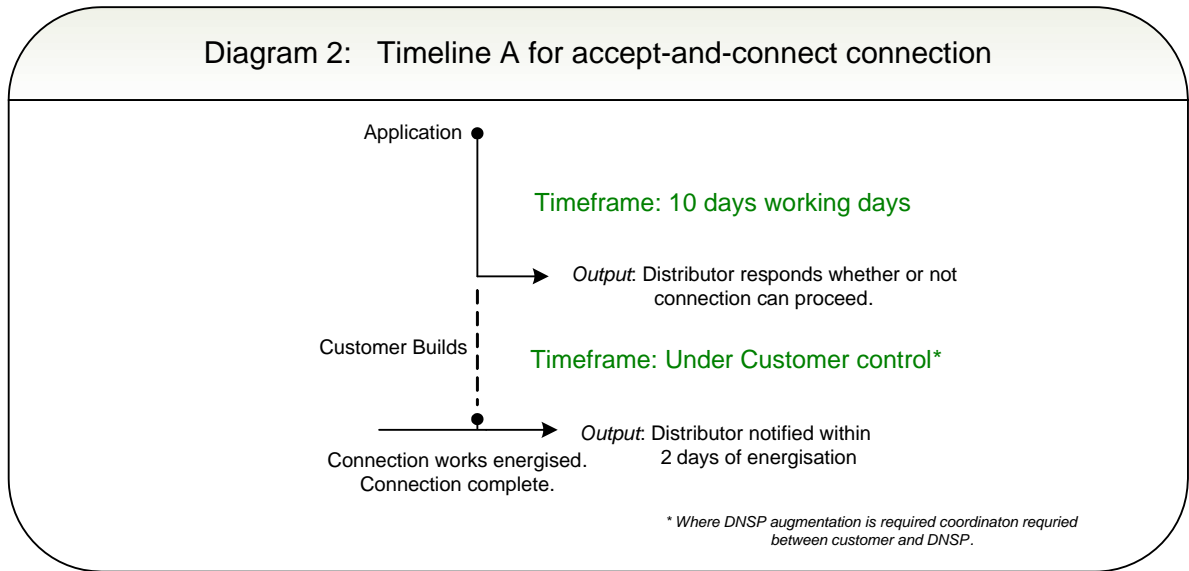 Diagram 2: Timeline A for accept-and-connect connection
Application
Timeframe: 10 days working days
Output: Distributor responds whether or not
connection can proceed.
Customer Builds
Timeframe: Under Customer control*
Output: Distributor notified within
2 days of energisation
Connection works energised.
Connection complete.
* Where DNSP augmentation is required coordinaton requried
between customer and DNSP.